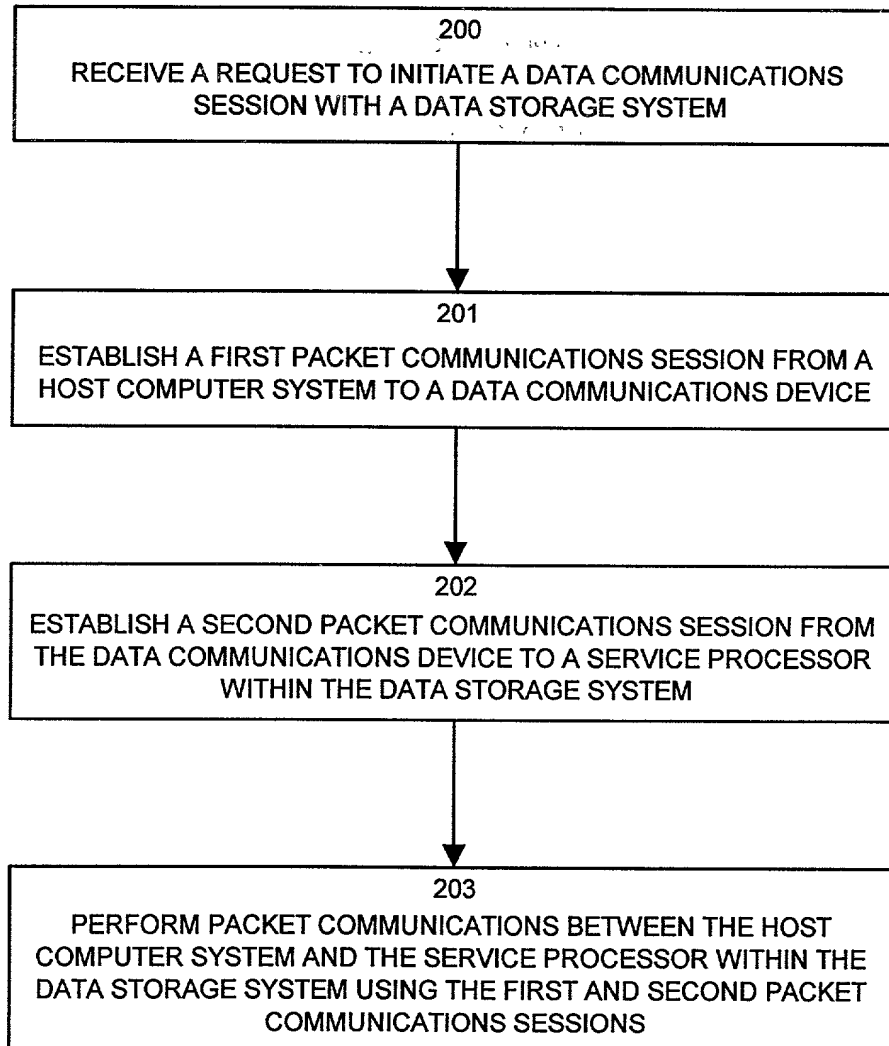 200
RECEIVE A REQUEST TO INITIATE A DATA COMMUNICATIONS
SESSION WITH A DATA STORAGE SYSTEM
201
ESTABLISH A FIRST PACKET COMMUNICATIONS SESSION FROM A
HOST COMPUTER SYSTEM TO A DATA COMMUNICATIONS DEVICE
202
ESTABLISH A SECOND PACKET COMMUNICATIONS SESSION FROM
THE DATA COMMUNICATIONS DEVICE TO A SERVICE PROCESSOR
WITHIN THE DATA STORAGE SYSTEM
203
PERFORM PACKET COMMUNICATIONS BETWEEN THE HOST
COMPUTER SYSTEM AND THE SERVICE PROCESSOR WITHIN THE
DATA STORAGE SYSTEM USING THE FIRST AND SECOND PACKET
COMMUNICATIONS SESSIONS